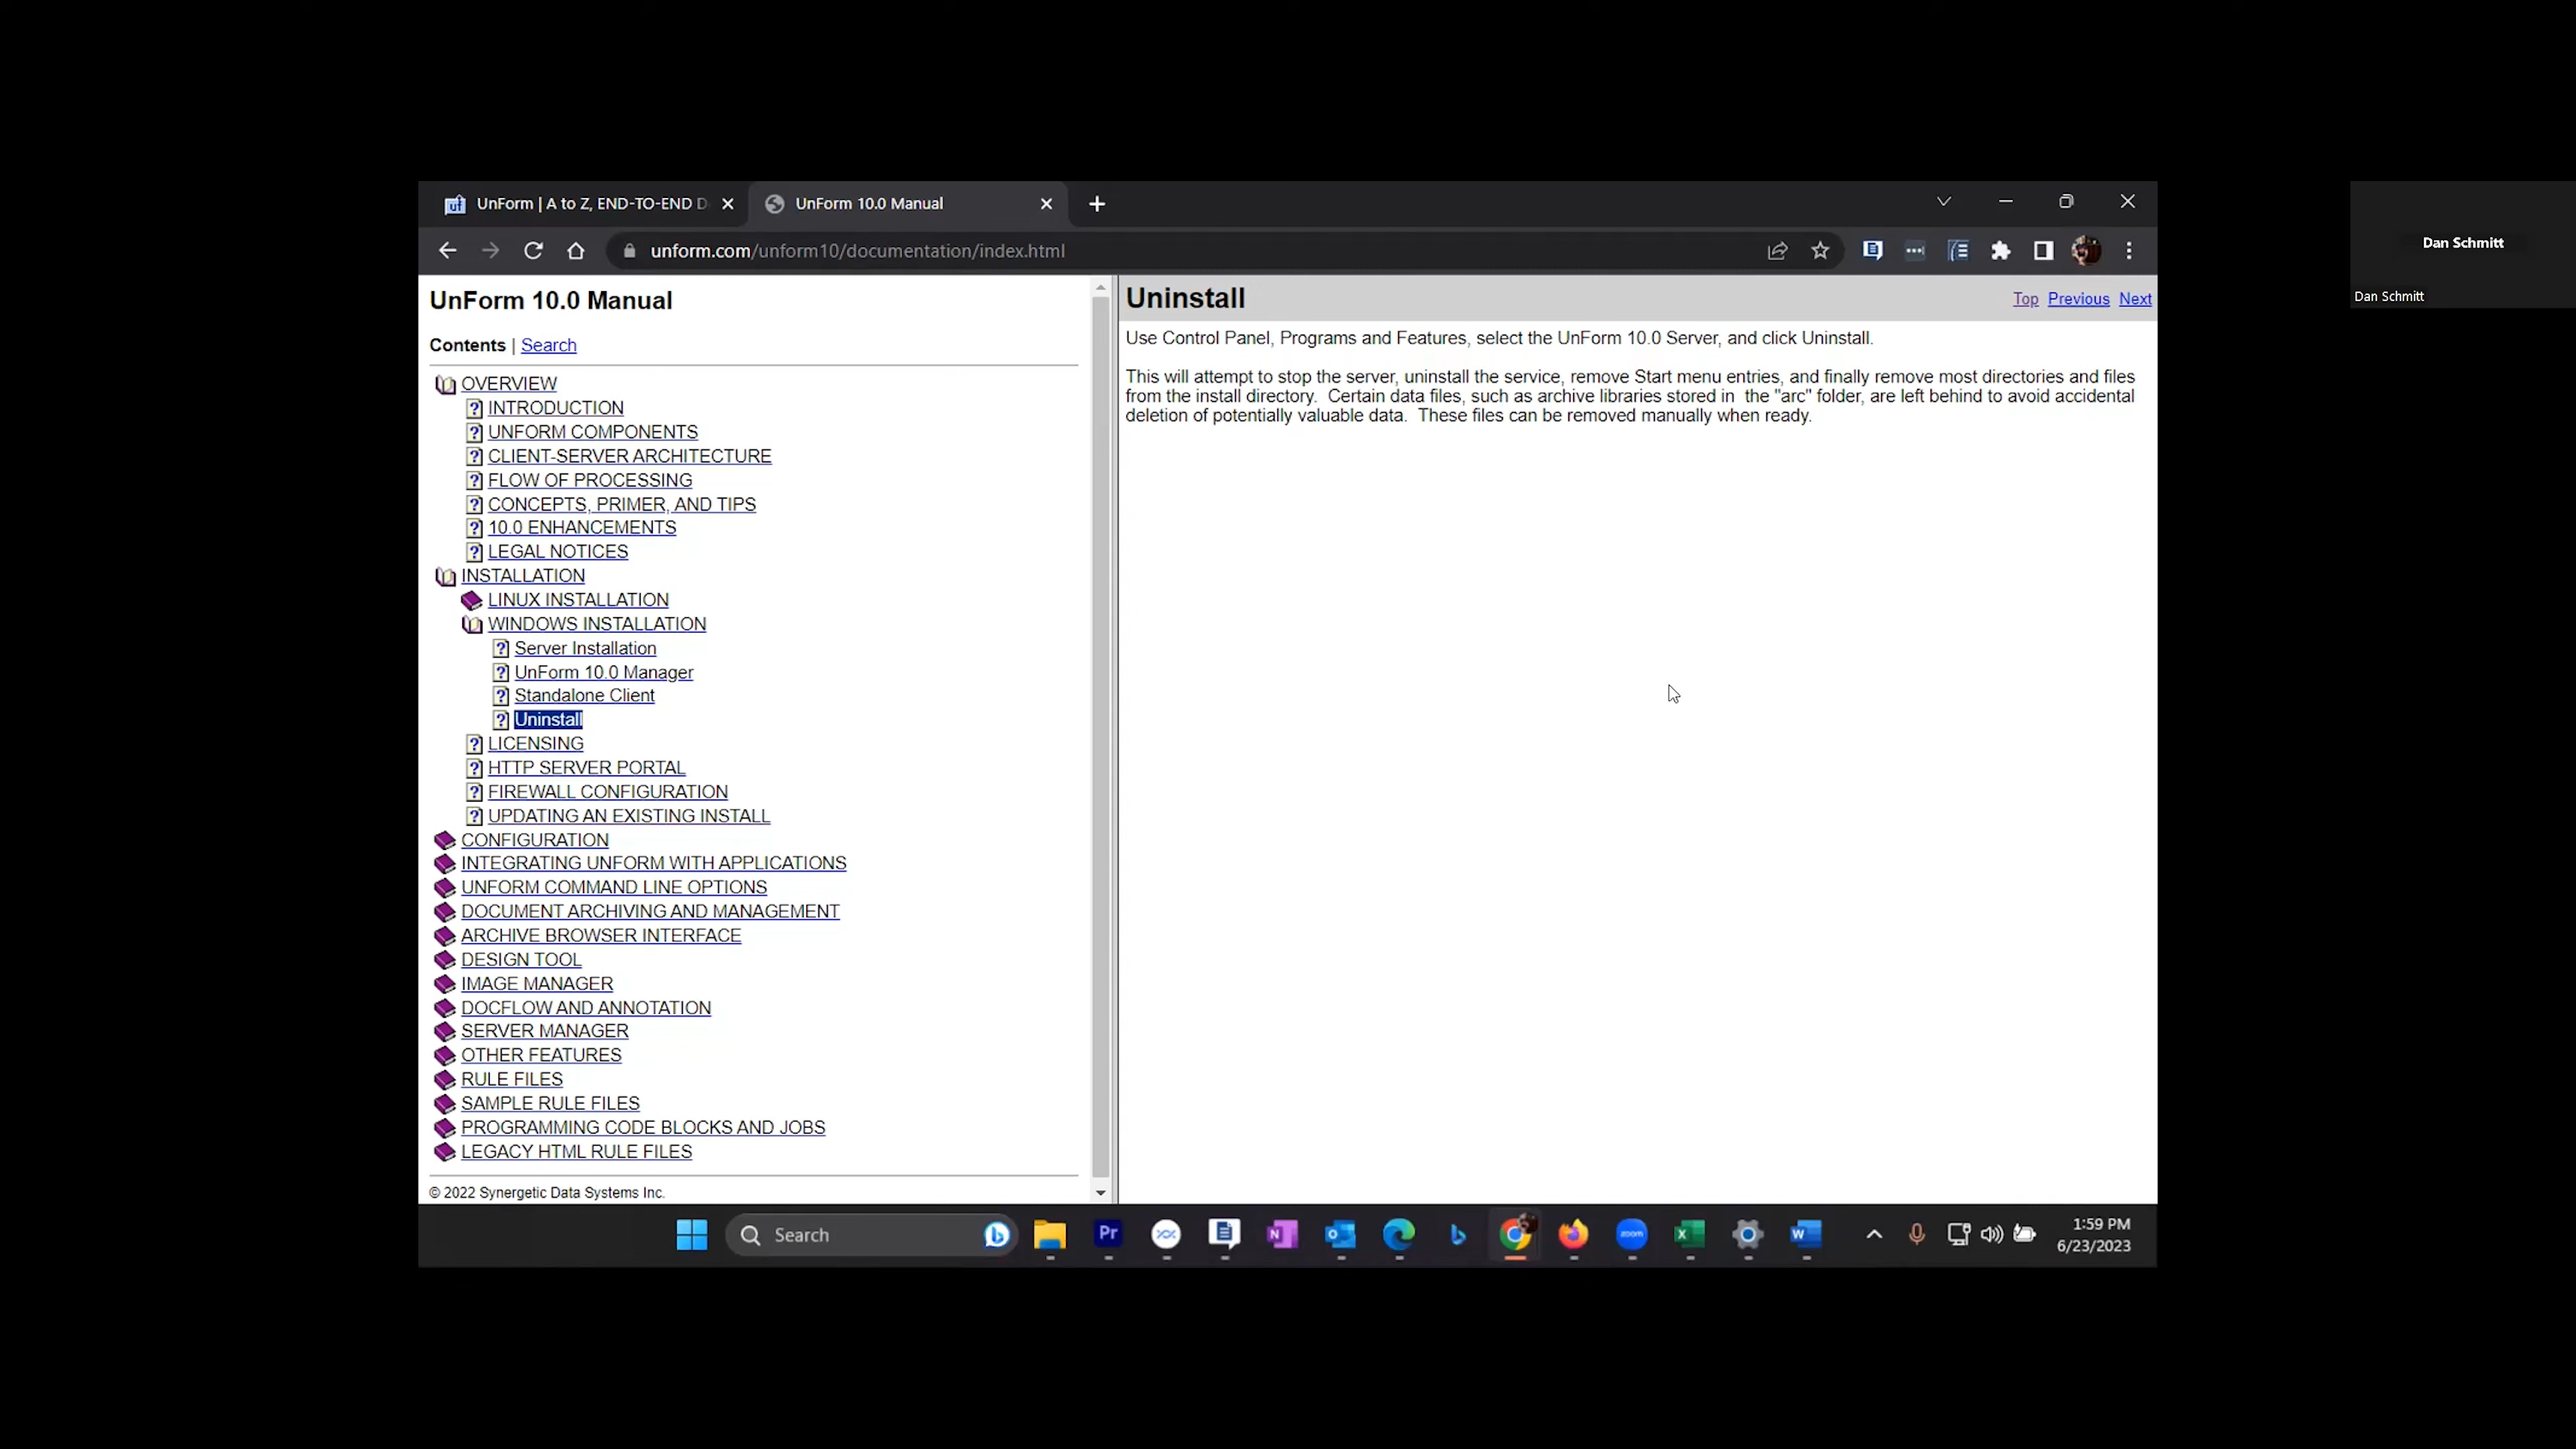 UnForm | A to Z, END-TO-END D
UnForm 10.0 Manual
unform.com/unform10/documentation/index.html
Dan Schmitt
Dan Schmitt
UnForm 10.0 Manual
Contents | Search
OVERVIEW
INTRODUCTION
UNFORM COMPONENTS
CLIENT-SERVER ARCHITECTURE
FLOW OF PROCESSING
CONCEPTS, PRIMER, AND TIPS
10.0 ENHANCEMENTS
LEGAL NOTICES
INSTALLATION
LINUX INSTALLATION
WINDOWS INSTALLATION
Server Installation
UnForm 10.0 Manager
Standalone Client
Uninstall
LICENSING
HTTP SERVER PORTAL
FIREWALL CONFIGURATION
UPDATING AN EXISTING INSTALL
CONFIGURATION
INTEGRATING UNFORM WITH APPLICATIONS
UNFORM COMMAND LINE OPTIONS
DOCUMENT ARCHIVING AND MANAGEMENT
ARCHIVE BROWSER INTERFACE
DESIGN TOOL
IMAGE MANAGER
DOCFLOW AND ANNOTATION
SERVER MANAGER
OTHER FEATURES
RULE FILES
SAMPLE RULE FILES
PROGRAMMING CODE BLOCKS AND JOBS
LEGACY HTML RULE FILES
© 2022 Synergetic Data Systems Inc.
Uninstall
Top Previous Next
Use Control Panel, Programs and Features, select the UnForm 10.0 Server, and click Uninstall.
This will attempt to stop the server, uninstall the service, remove Start menu entries, and finally remove most directories and files
from the install directory. Certain data files, such as archive libraries stored in the "arc" folder, are left behind to avoid accidental
deletion of potentially valuable data. These files can be removed manually when ready.
Search
Pr
zoom
1:59 PM
6/23/2023